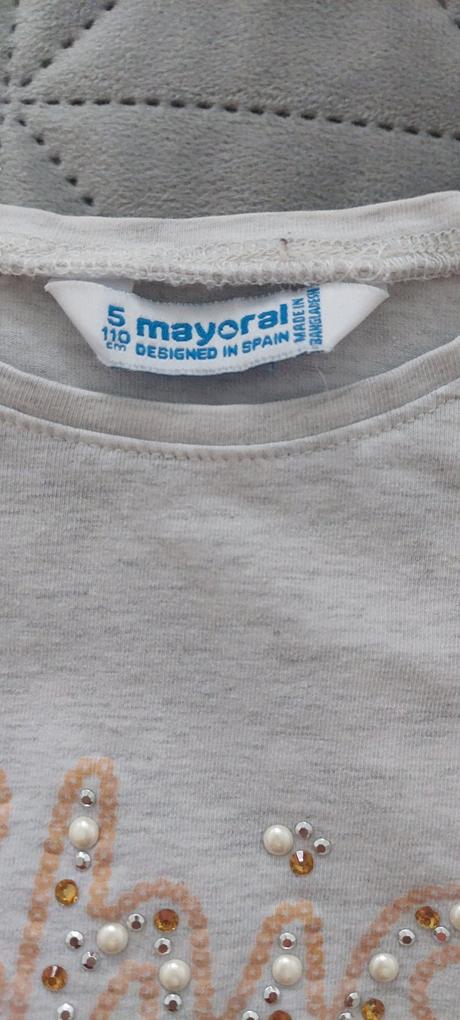 5
110
cm
mayoral
DESIGNED IN SPAIN
MADE IN
BANGLADESH